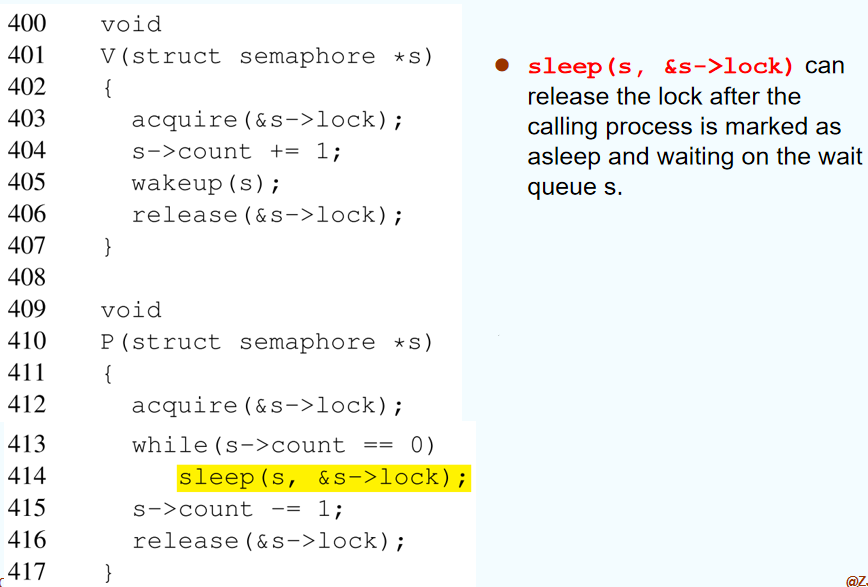 400 void
401 V(struct semaphore *s)
402 {
403 acquire(&s->lock);
404 s->count += 1;
405 wakeup(s);
406 release(&s->lock);
407 }
408
409 void
410 P(struct semaphore *s)
411 {
412 acquire(&s->lock);
413 while(s->count == 0)
414 sleep(s, &s->lock);
415 s->count -= 1;
416 release(&s->lock);
417 }
● sleep(s, &s->lock) can
release the lock after the
calling process is marked as
asleep and waiting on the wait
queue s.